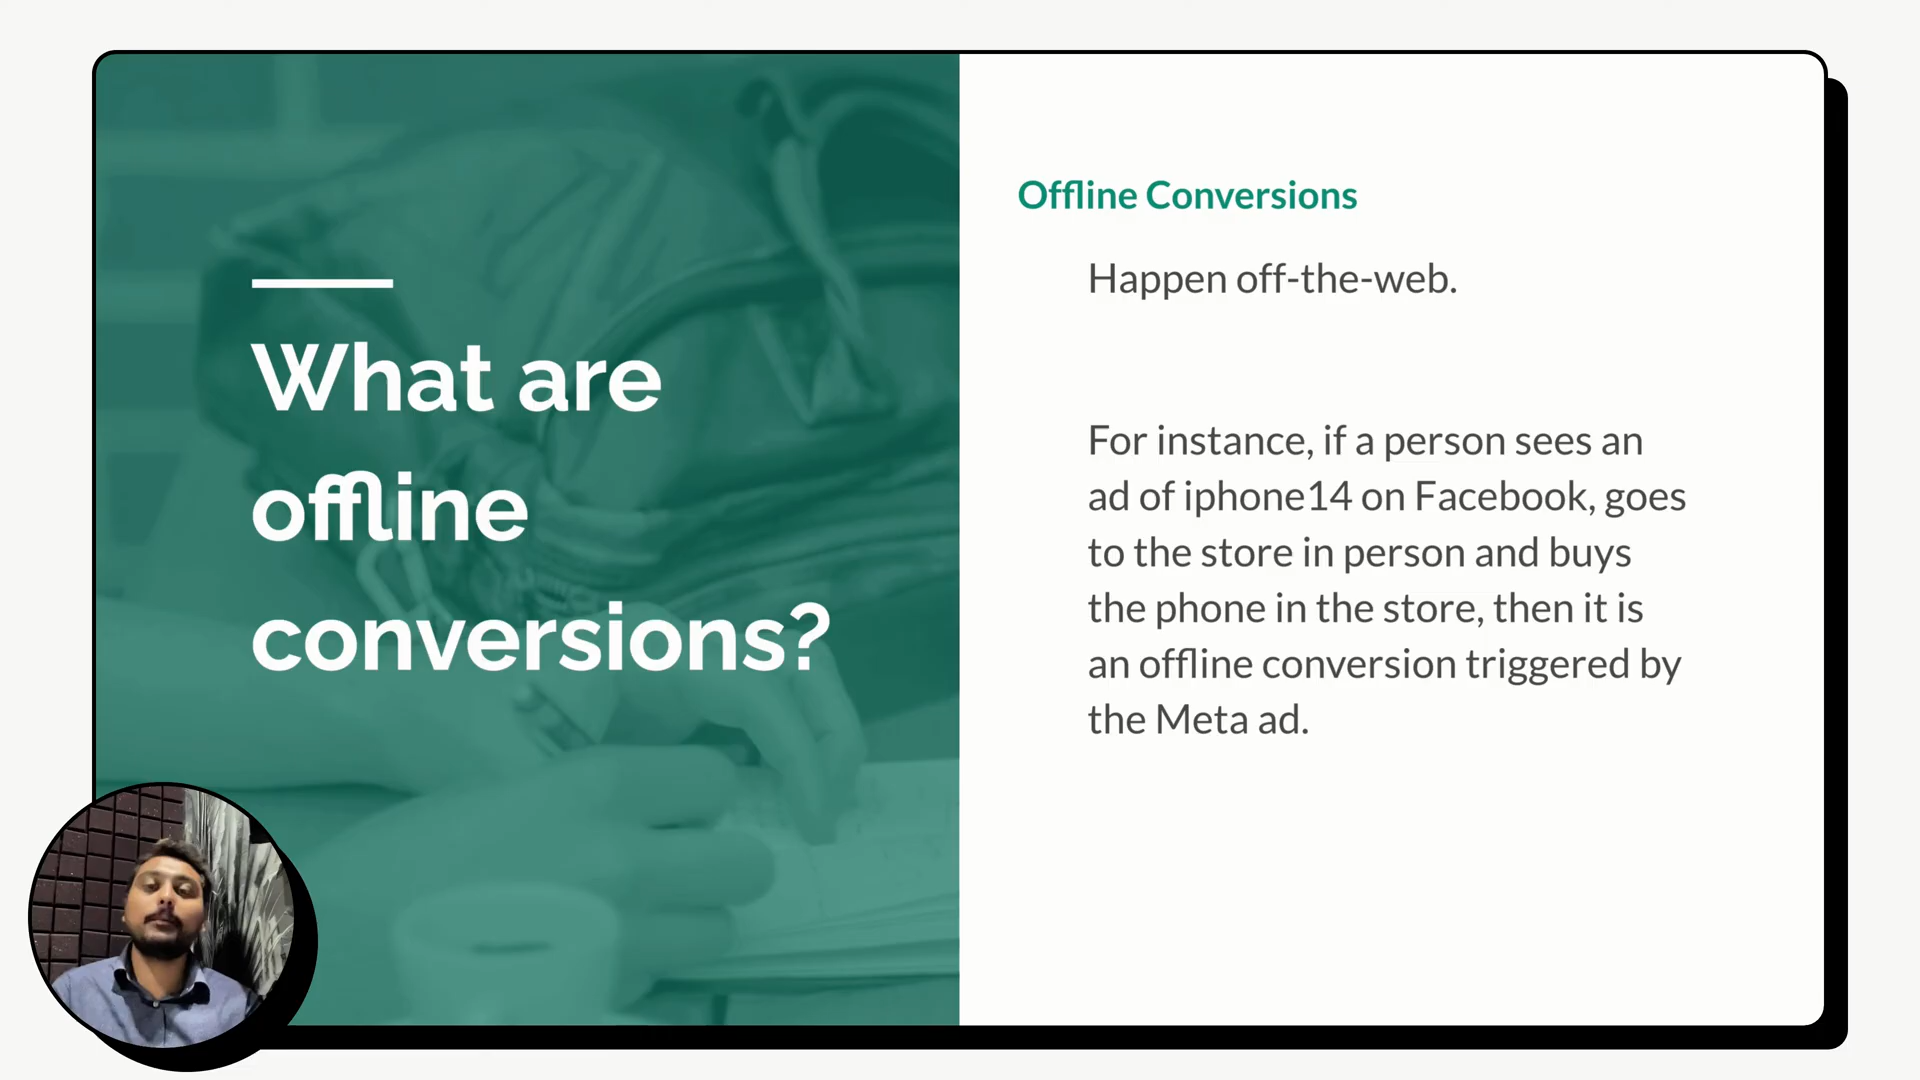 What are
offline
conversions?
Offline Conversions
Happen off-the-web.
For instance, if a person sees an
ad of iphone14 on Facebook, goes
to the store in person and buys
the phone in the store, then it is
an offline conversion triggered by
the Meta ad.